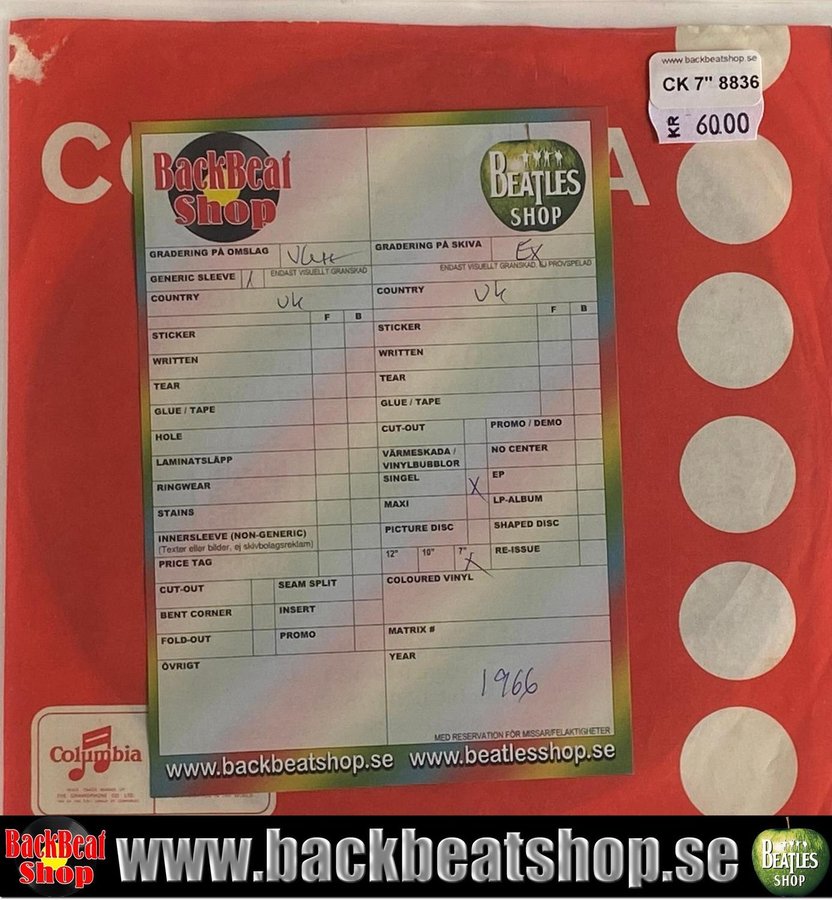 www.backbeatshop.se
CK 7" 8836
KR 60.00
BackBeat Shop
BEATLES SHOP
GRADERING PÅ OMSLAG
GRADERING PÅ SKIVA Ex
ENDAST VISUELLT GRANSKAD
ENDAST VISUELLT GRANSKAD, EJ PROVSPELAD
GENERIC SLEEVE
COUNTRY UK
COUNTRY UK
F B
F B
STICKER
STICKER
WRITTEN
WRITTEN
TEAR
TEAR
GLUE / TAPE
GLUE / TAPE
HOLE
CUT-OUT
PROMO / DEMO
LAMINATSLÄPP
VÄRMESKADA / VINYLBUBBLOR
NO CENTER
RINGWEAR
SINGEL X
EP
STAINS
MAXI
LP-ALBUM
INNERSLEEVE (NON-GENERIC)
(Texter eller bilder, ej skivbolagsreklam)
PICTURE DISC
SHAPED DISC
PRICE TAG
12" 10" 7" X
RE-ISSUE
CUT-OUT
SEAM SPLIT
COLOURED VINYL
BENT CORNER
INSERT
FOLD-OUT
PROMO
MATRIX #
ÖVRIGT
YEAR
1966
MED RESERVATION FÖR MISSAR/FELAKTIGHETER
www.backbeatshop.se www.beatlesshop.se
Columbia
BackBeat Shop
www.backbeatshop.se
BEATLES SHOP